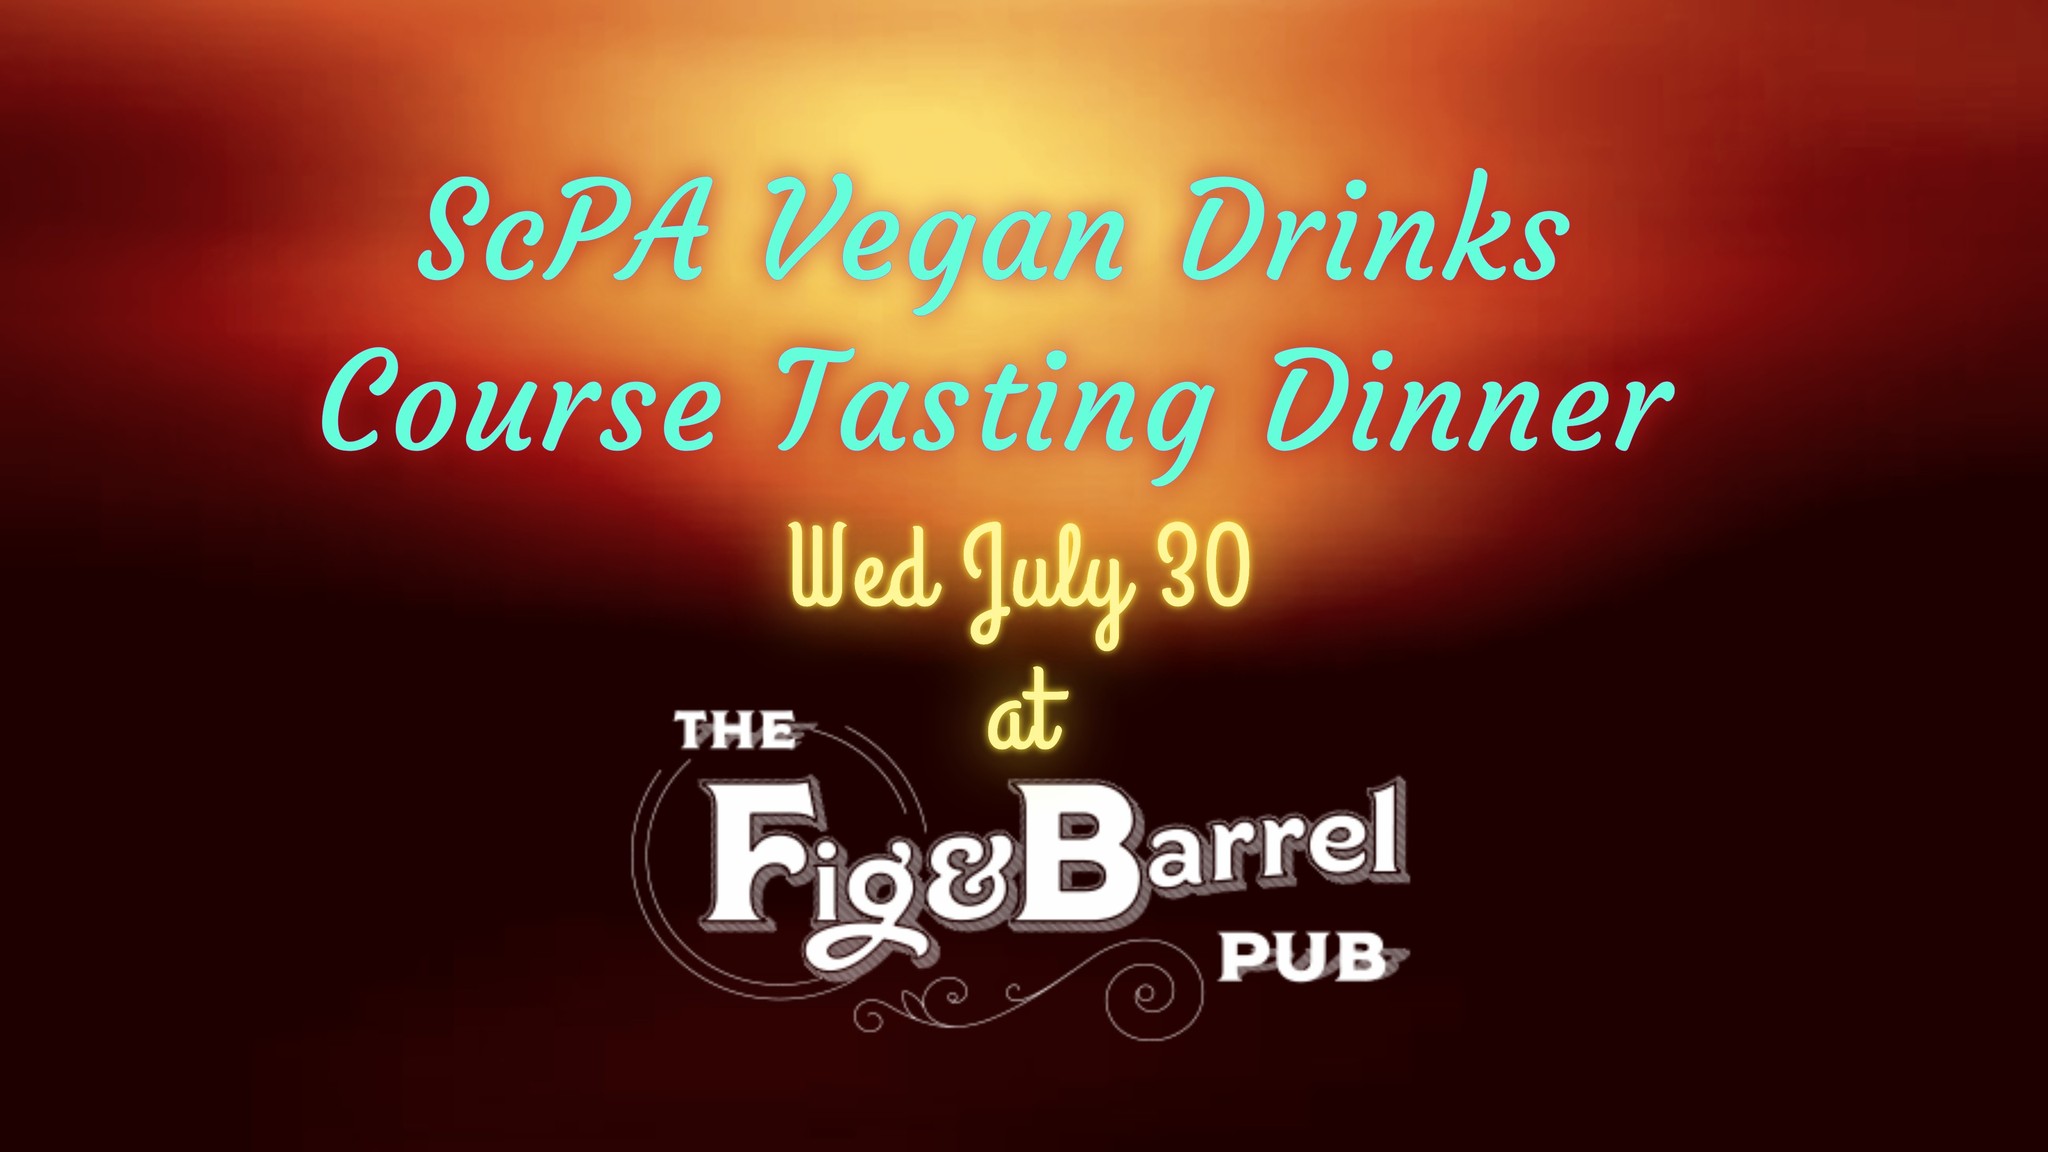 ScPA Vegan Drinks
Course Tasting Dinner
Wed July 30
at
THE
Fig&Barrel
PUB